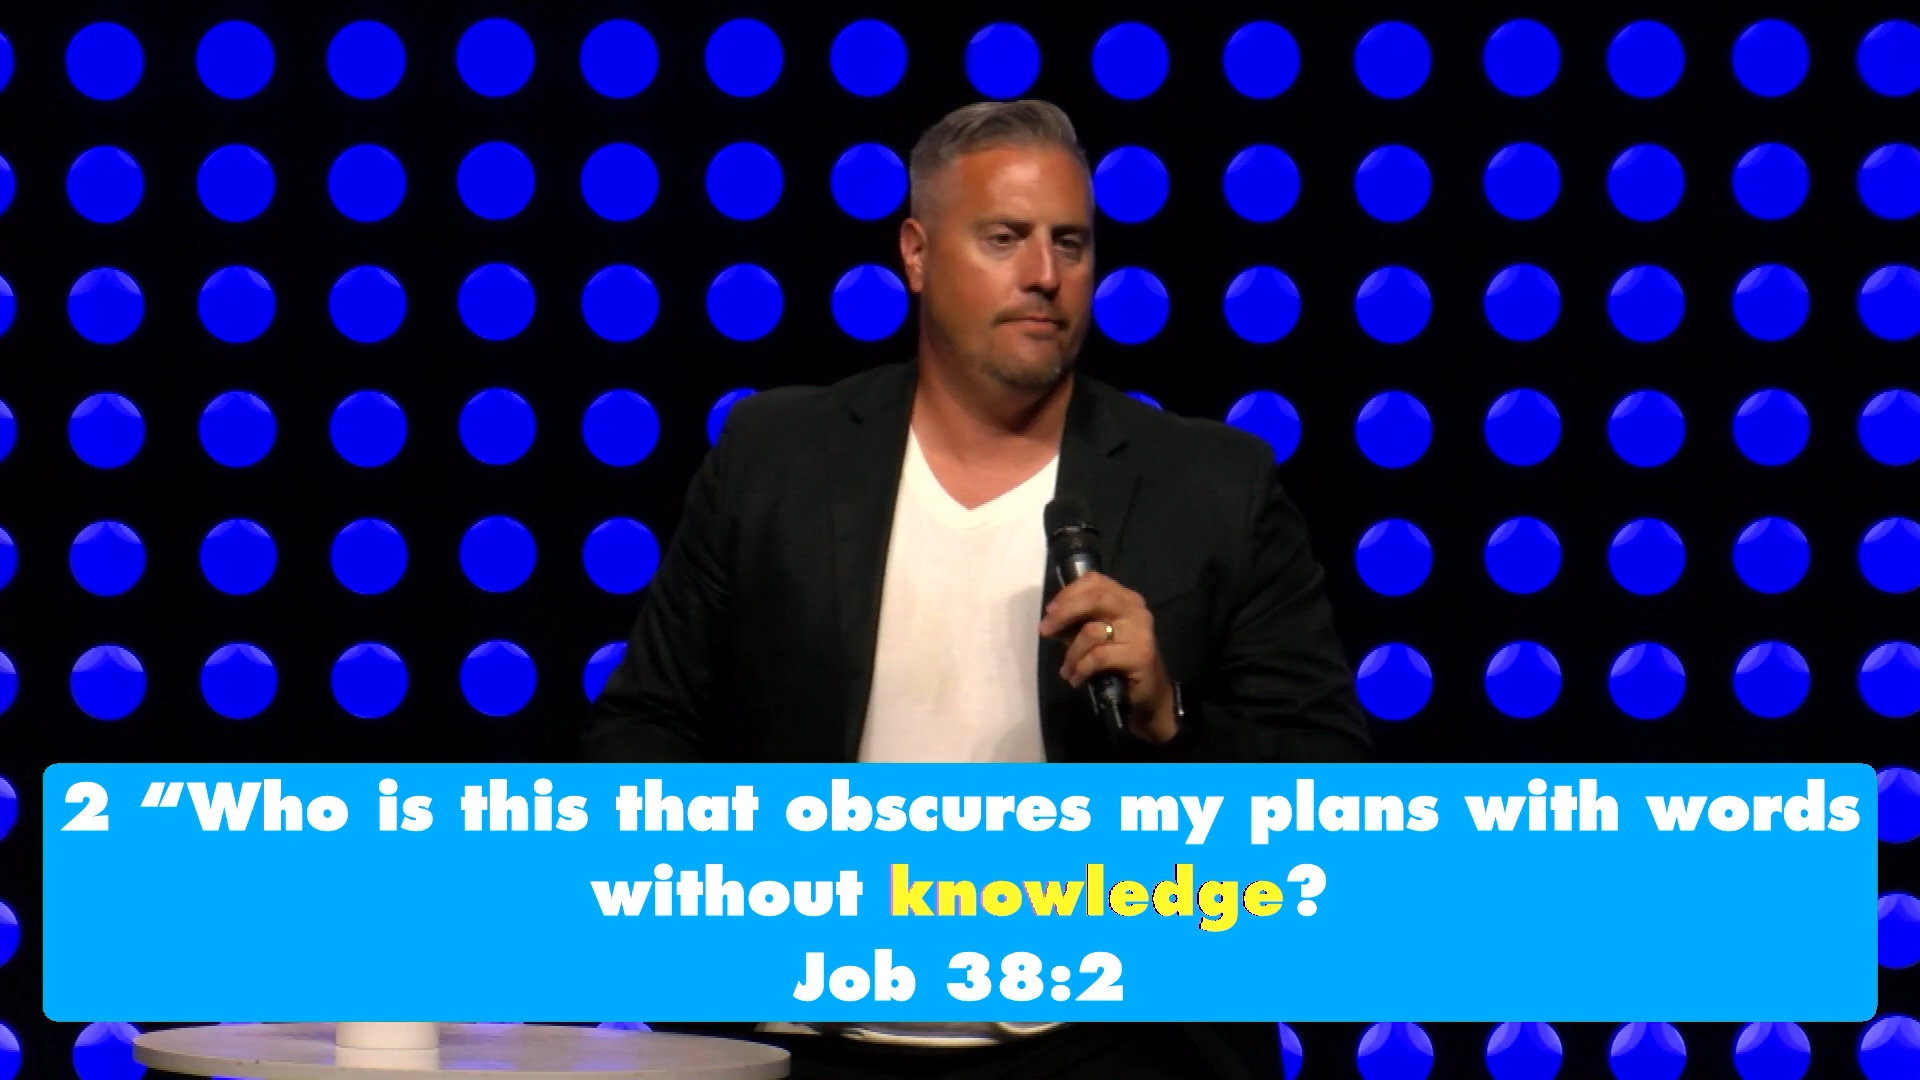 2 “Who is this that obscures my plans with words
without knowledge?
Job 38:2